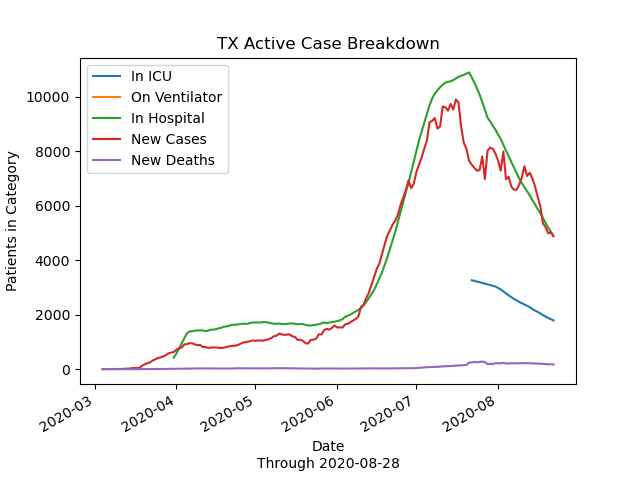 TX Active Case Breakdown
In ICU
On Ventilator
In Hospital
New Cases
New Deaths
Patients in Category
10000
8000
6000
4000
2000
0
2020-03
2020-04
2020-05
2020-06
2020-07
2020-08
Date
Through 2020-08-28